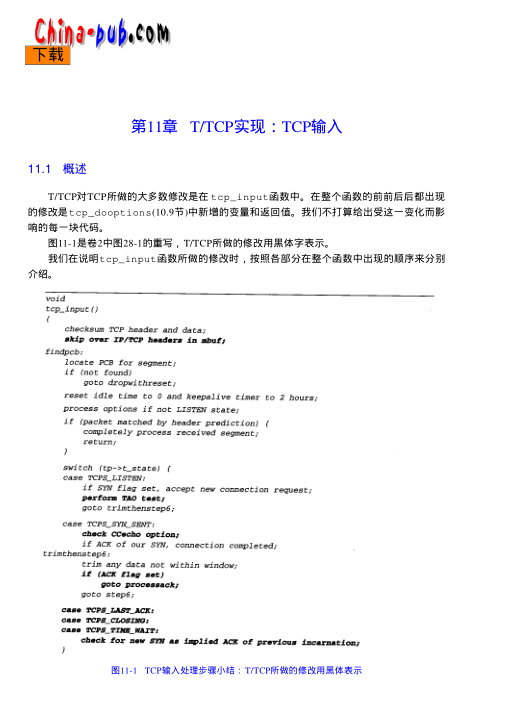 China-pub.com
下载
第11章 T/TCP实现：TCP输入
11.1 概述
T/TCP对TCP所做的大多数修改是在tcp_input函数中。在整个函数的前前后后都出现
的修改是tcp_dooptions(10.9节)中新增的变量和返回值。我们不打算给出受这一变化而影
响的每一块代码。
图11-1是卷2中图28-1的重写，T/TCP所做的修改用黑体字表示。
我们在说明tcp_input函数所做的修改时，按照各部分在整个函数中出现的顺序来分别
介绍。
void
tcp_input()
{
checksum TCP header and data;
skip over IP/TCP headers in mbuf;
findpcb:
locate PCB for segment;
if (not found)
goto dropwithreset;
reset idle time to 0 and keepalive timer to 2 hours;
process options if not LISTEN state;
if (packet matched by header prediction) {
completely process received segment;
return;
}
switch (tp->t_state) {
case TCPS_LISTEN:
if SYN flag set, accept new connection request;
perform TAO test;
goto trimthenstep6;
case TCPS_SYN_SENT:
check CCecho option;
if ACK of our SYN, connection completed;
trimthenstep6:
trim any data not within window;
if (ACK flag set)
goto processack;
goto step6;
case TCPS_LAST_ACK:
case TCPS_CLOSING:
case TCPS_TIME_WAIT:
check for new SYN as implied ACK of previous incarnation;
}
图11-1 TCP输入处理步骤小结：T/TCP所做的修改用黑体表示